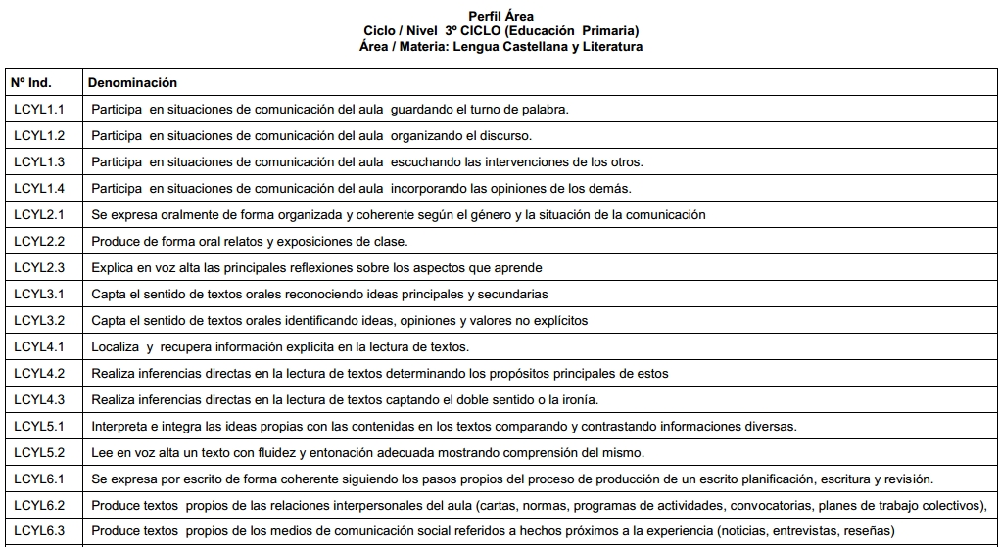 Perfil Área
Ciclo / Nivel 3º CICLO (Educación Primaria)
Área / Materia: Lengua Castellana y Literatura
Nº Ind. Denominación
LCYL1.1 Participa en situaciones de comunicación del aula guardando el turno de palabra.
LCYL1.2 Participa en situaciones de comunicación del aula organizando el discurso.
LCYL1.3 Participa en situaciones de comunicación del aula escuchando las intervenciones de los otros.
LCYL1.4 Participa en situaciones de comunicación del aula incorporando las opiniones de los demás.
LCYL2.1 Se expresa oralmente de forma organizada y coherente según el género y la situación de la comunicación
LCYL2.2 Produce de forma oral relatos y exposiciones de clase.
LCYL2.3 Explica en voz alta las principales reflexiones sobre los aspectos que aprende
LCYL3.1 Capta el sentido de textos orales reconociendo ideas principales y secundarias
LCYL3.2 Capta el sentido de textos orales identificando ideas, opiniones y valores no explícitos
LCYL4.1 Localiza y recupera información explícita en la lectura de textos.
LCYL4.2 Realiza inferencias directas en la lectura de textos determinando los propósitos principales de estos
LCYL4.3 Realiza inferencias directas en la lectura de textos captando el doble sentido o la ironía.
LCYL5.1 Interpreta e integra las ideas propias con las contenidas en los textos comparando y contrastando informaciones diversas.
LCYL5.2 Lee en voz alta un texto con fluidez y entonación adecuada mostrando comprensión del mismo.
LCYL6.1 Se expresa por escrito de forma coherente siguiendo los pasos propios del proceso de producción de un escrito planificación, escritura y revisión.
LCYL6.2 Produce textos propios de las relaciones interpersonales del aula (cartas, normas, programas de actividades, convocatorias, planes de trabajo colectivos),
LCYL6.3 Produce textos propios de los medios de comunicación social referidos a hechos próximos a la experiencia (noticias, entrevistas, reseñas)